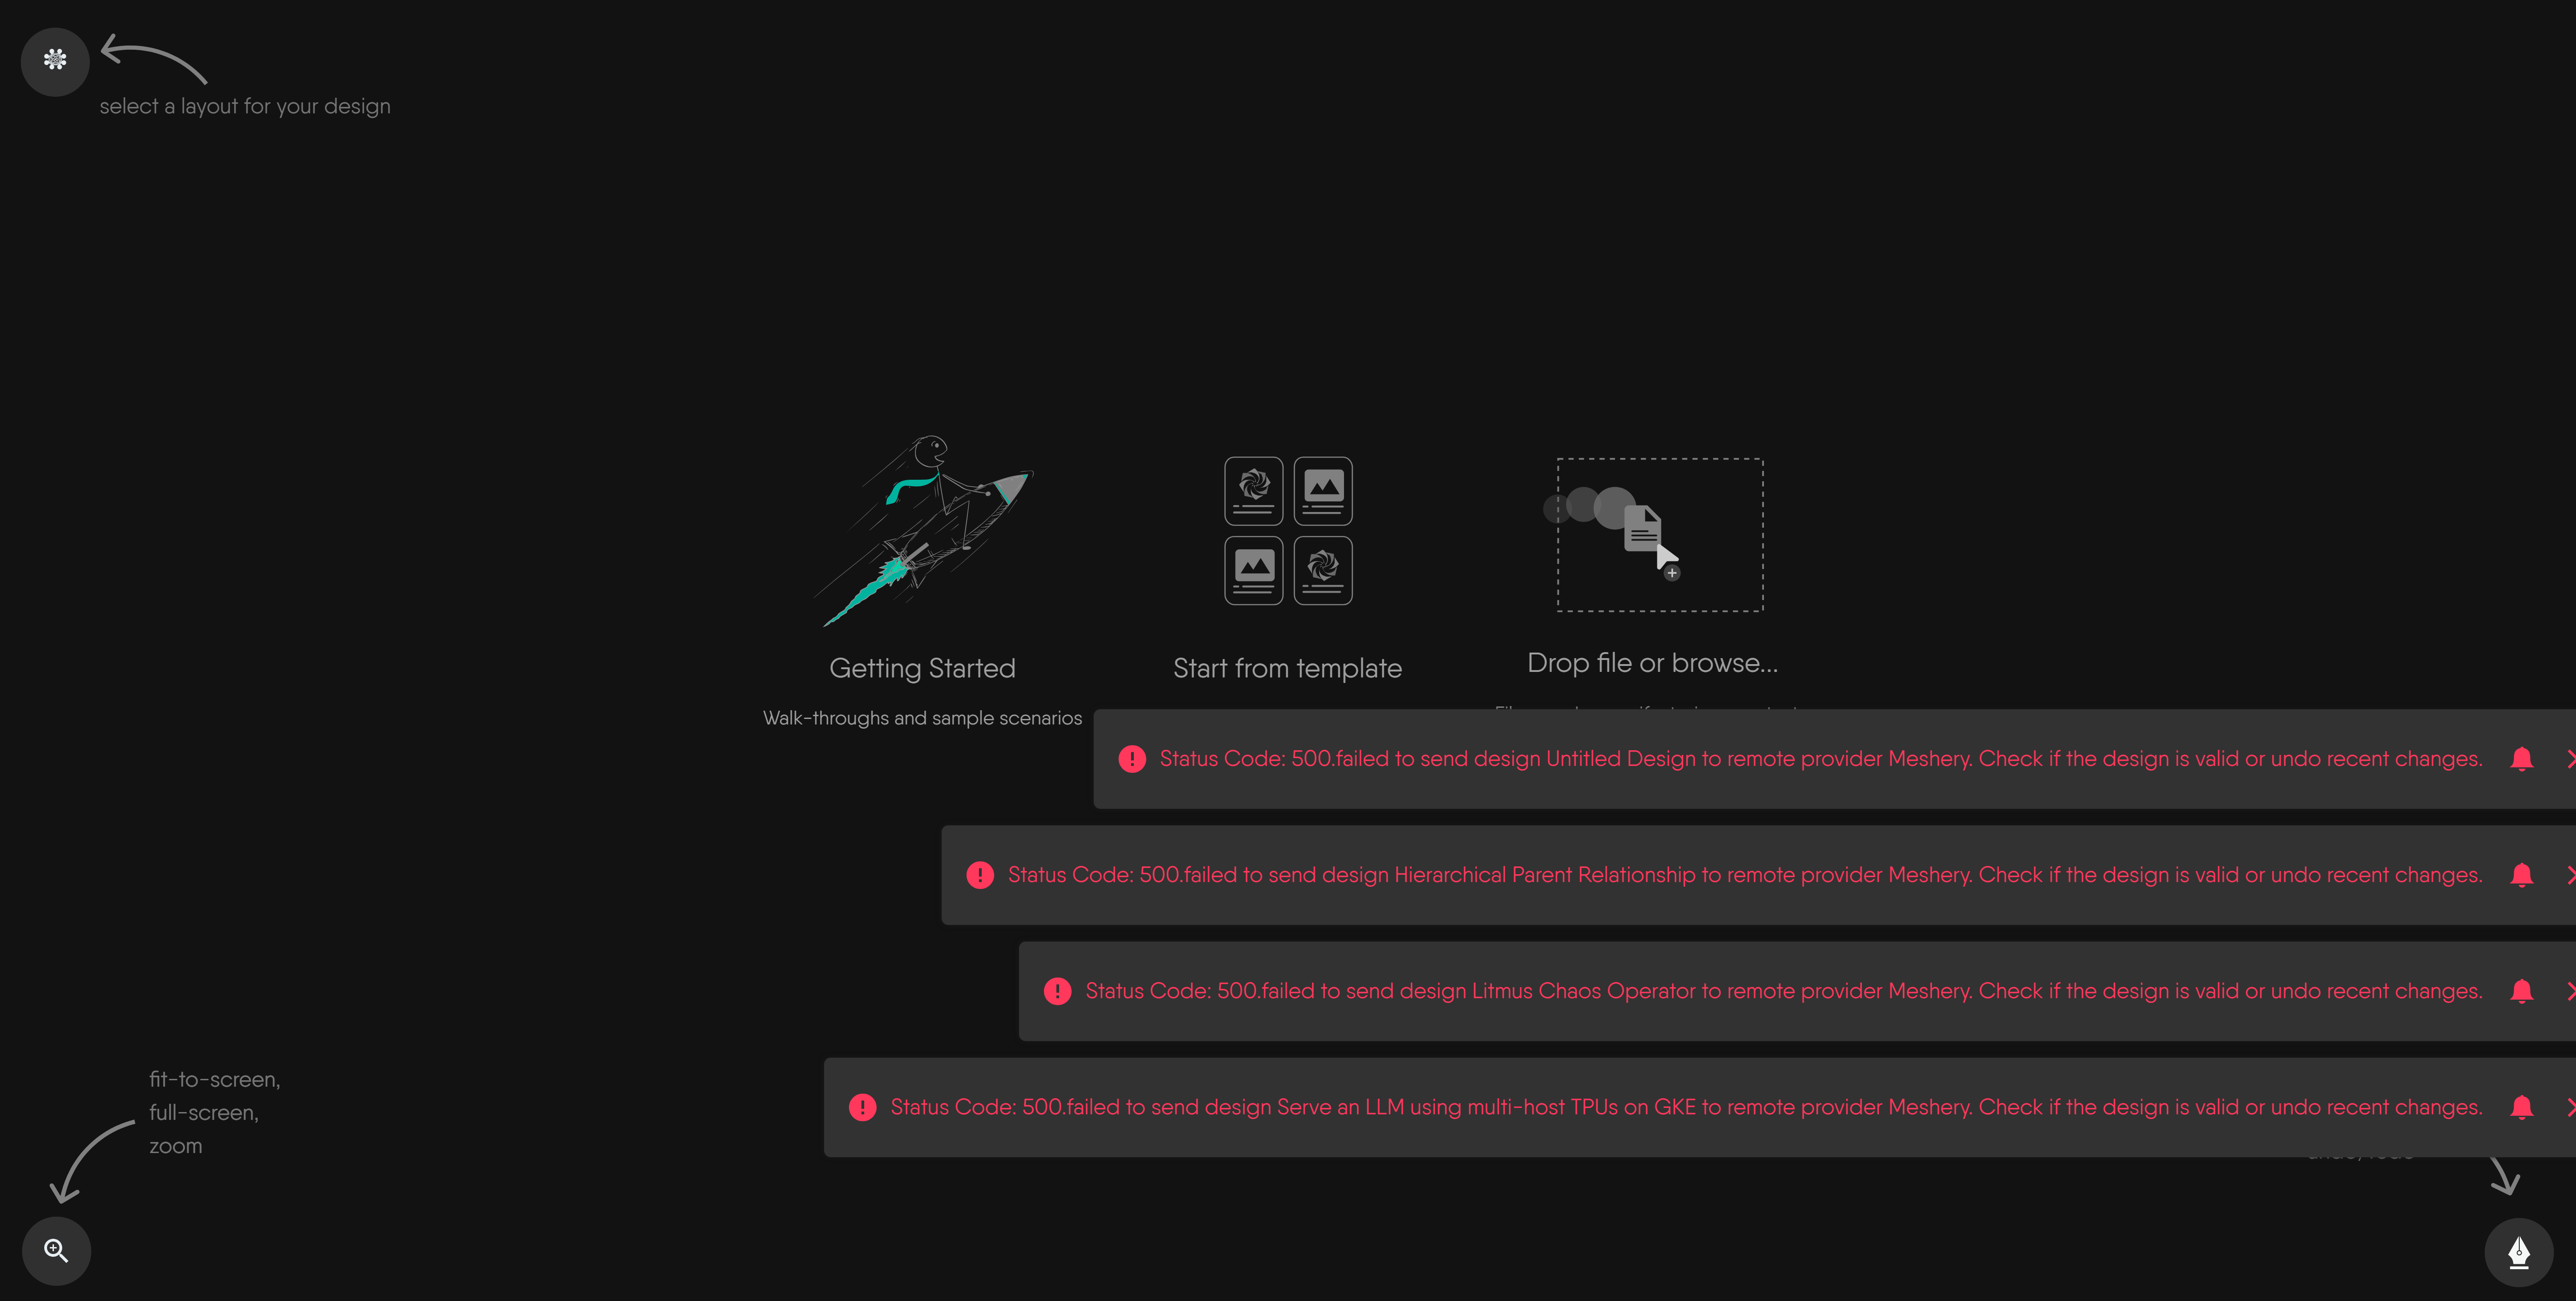 select a layout for your design
Getting Started
Start from template
Drop file or browse...
Walk-throughs and sample scenarios
Status Code: 500.failed to send design Untitled Design to remote provider Meshery. Check if the design is valid or undo recent changes.
Status Code: 500.failed to send design Hierarchical Parent Relationship to remote provider Meshery. Check if the design is valid or undo recent changes.
Status Code: 500.failed to send design Litmus Chaos Operator to remote provider Meshery. Check if the design is valid or undo recent changes.
Status Code: 500.failed to send design Serve an LLM using multi-host TPUs on GKE to remote provider Meshery. Check if the design is valid or undo recent changes.
fit-to-screen,
full-screen,
zoom